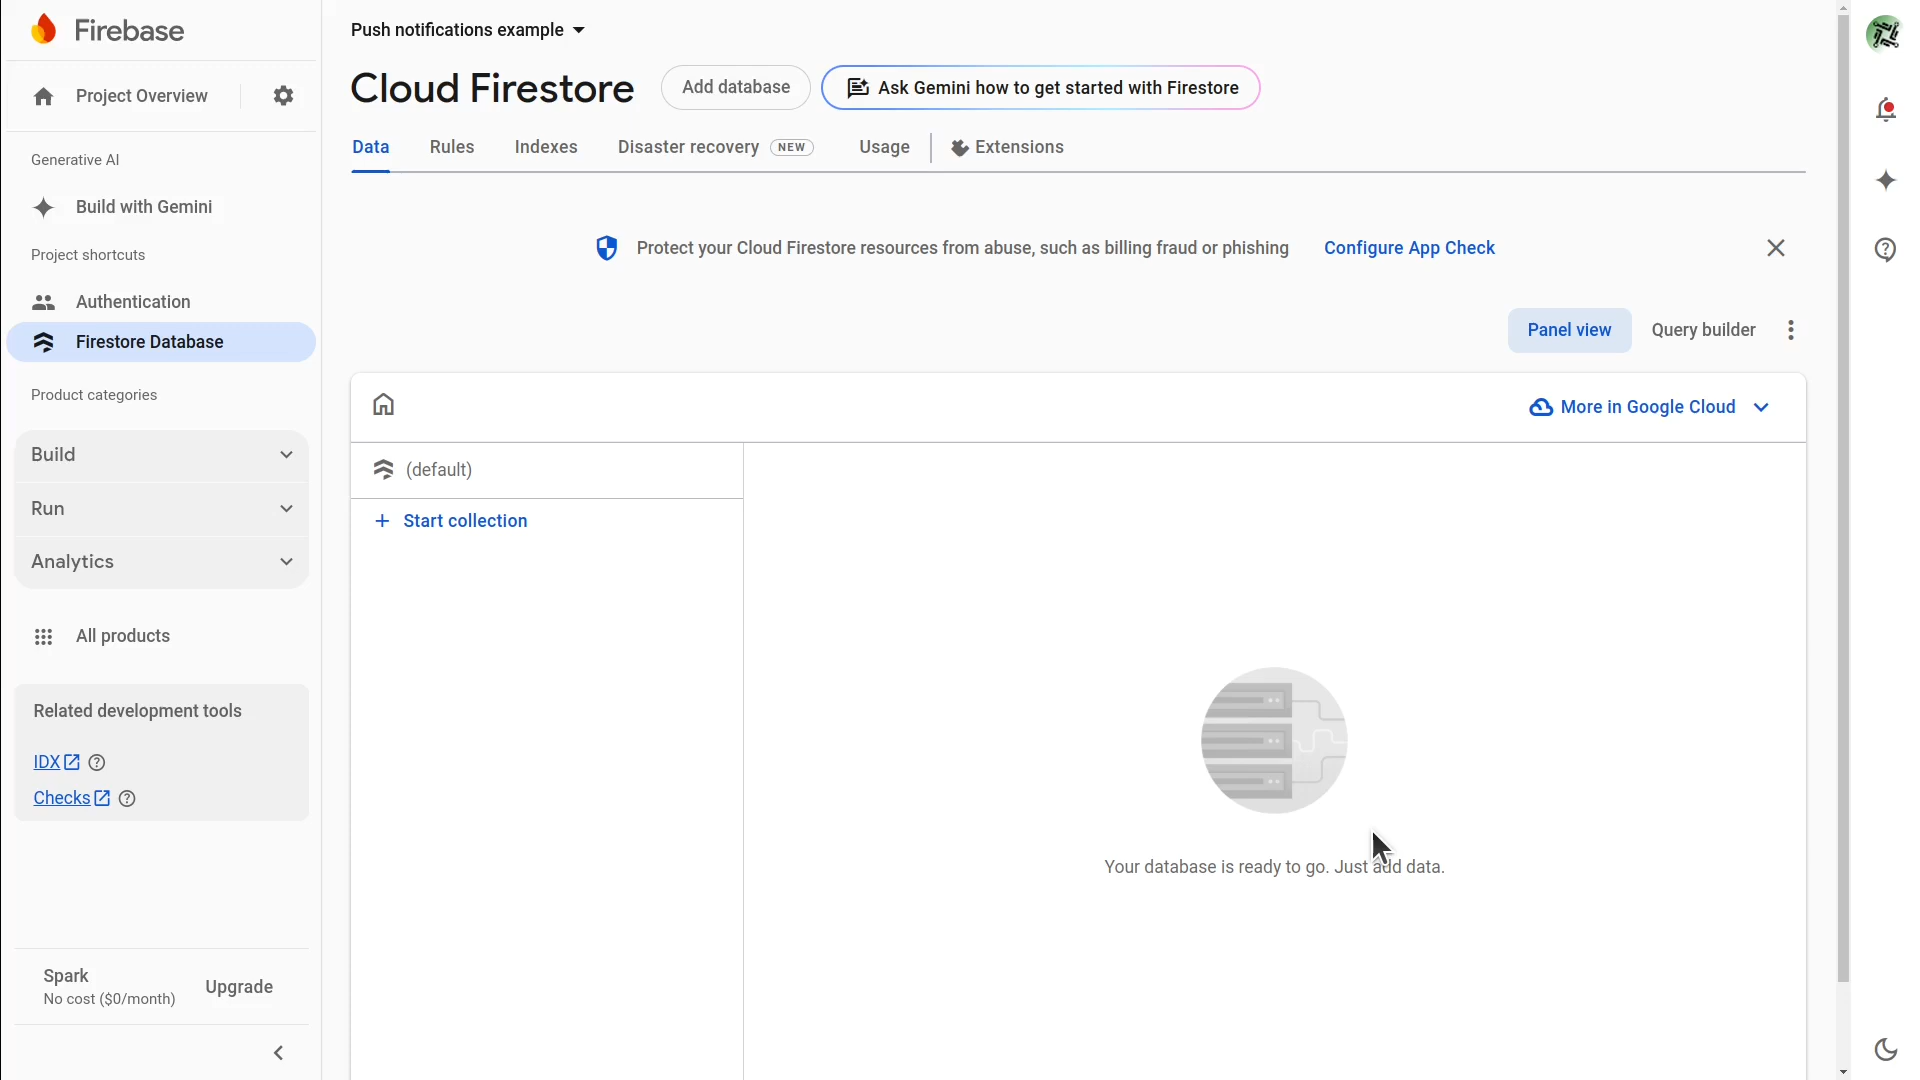 Firebase
Project Overview
Generative AI
Build with Gemini
Project shortcuts
Authentication
Firestore Database
Product categories
Build
Run
Analytics
All products
Related development tools
IDX
Checks
Spark
No cost ($0/month)
Upgrade
Push notifications example
Cloud Firestore
Add database
Ask Gemini how to get started with Firestore
Data
Rules
Indexes
Disaster recovery NEW
Usage
Extensions
Protect your Cloud Firestore resources from abuse, such as billing fraud or phishing
Configure App Check
Panel view
Query builder
More in Google Cloud
(default)
+ Start collection
Your database is ready to go. Just add data.